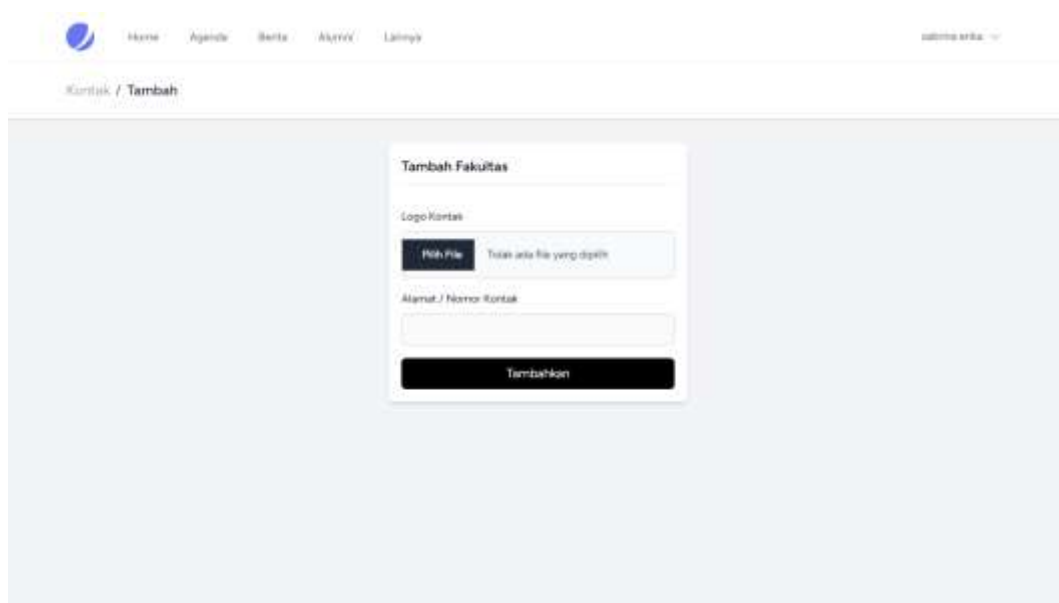 Home Agenda Berita Alumni Lainnya
Kontak / Tambah
Tambah Fakultas
Logo Kontak
Pilih File Tidak ada file yang dipilih
Alamat / Nomor Kontak
Tambahkan